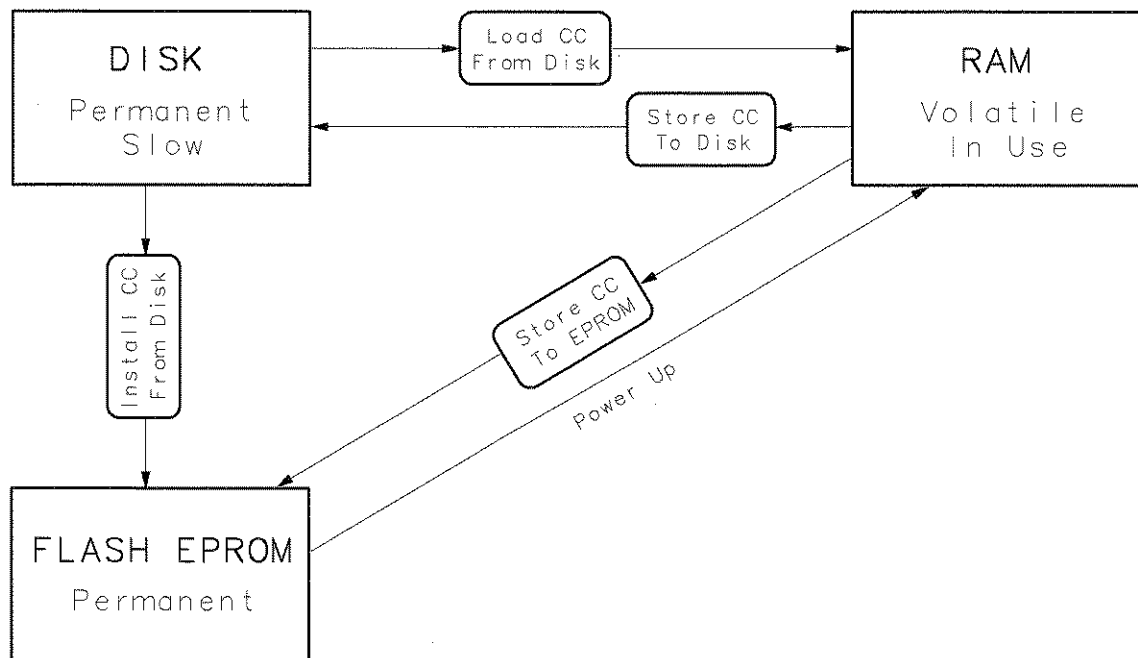 DISK
Permanent
Slow
Load CC
From Disk
RAM
Volatile
In Use
Store CC
To Disk
Install CC
From Disk
Store CC
To EPROM
Power Up
FLASH EPROM
Permanent